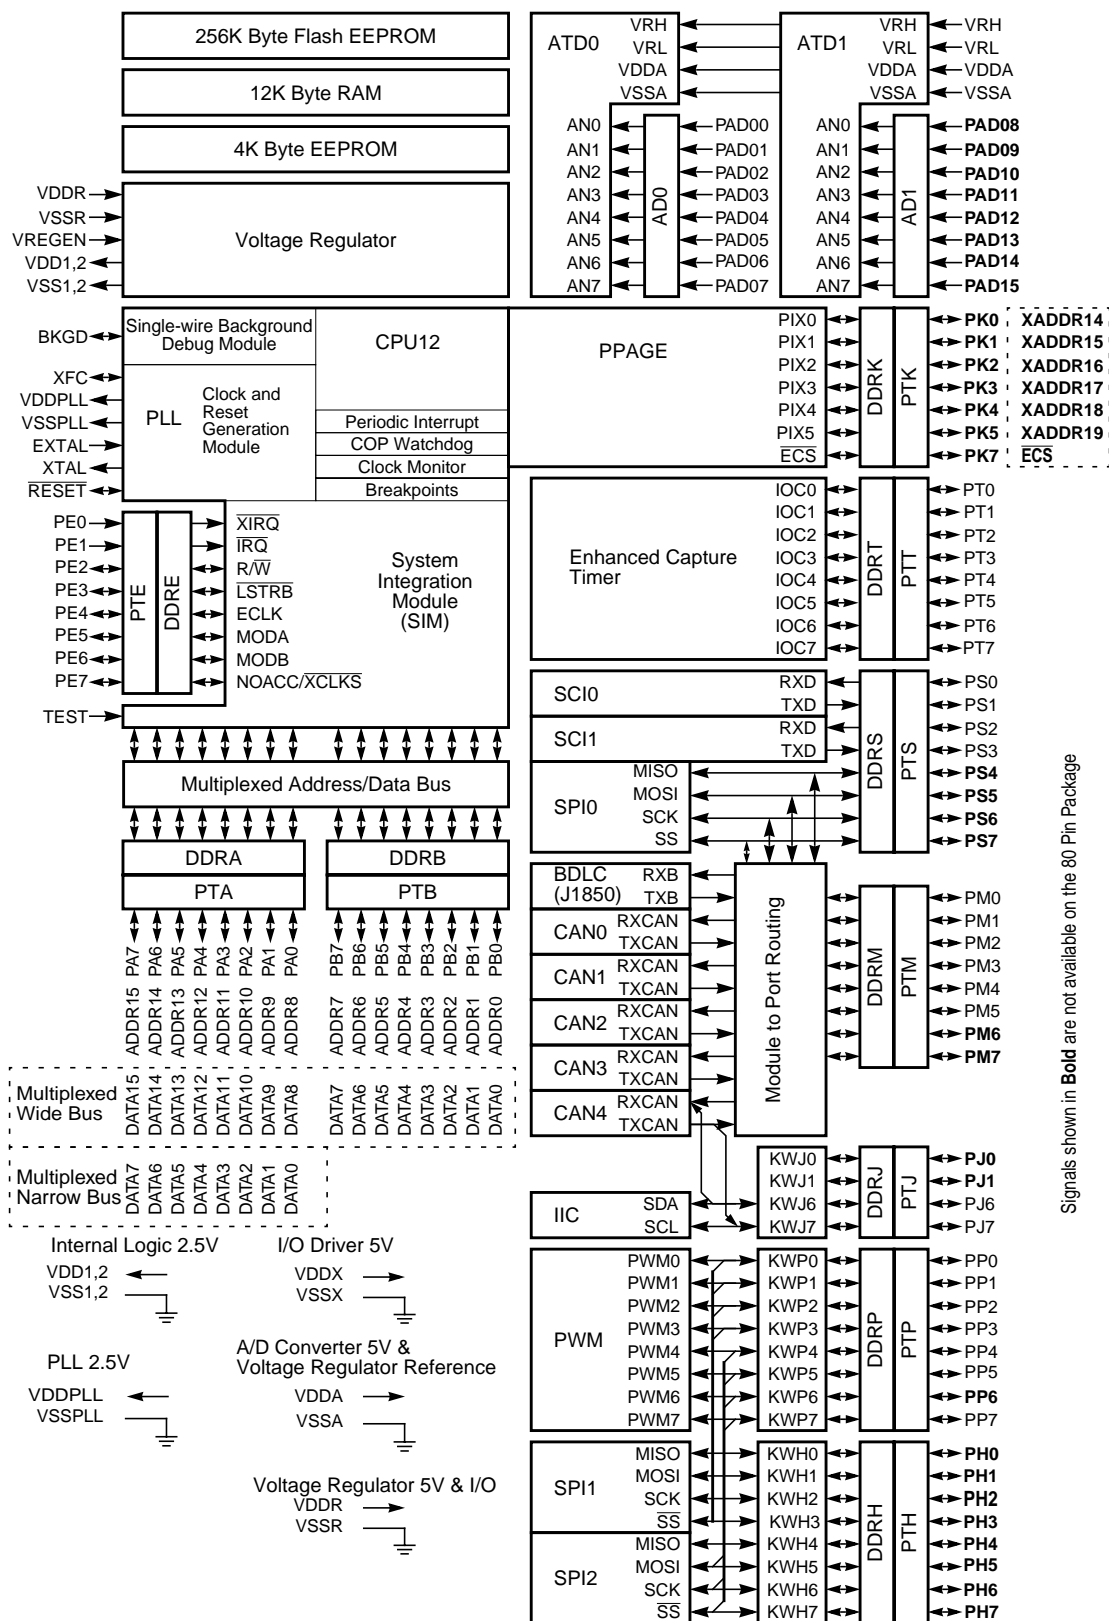 256K Byte Flash EEPROM
12K Byte RAM
4K Byte EEPROM
VDDR
VSSR
VREGEN
VDD1,2
VSS1,2
Voltage Regulator
ATD0
VRH
VRL
VDDA
VSSA
AN0
AN1
AN2
AN3
AN4
AN5
AN6
AN7
AD0
PAD00
PAD01
PAD02
PAD03
PAD04
PAD05
PAD06
PAD07
ATD1
VRH
VRL
VDDA
VSSA
VRH
VRL
VDDA
VSSA
AN0
AN1
AN2
AN3
AN4
AN5
AN6
AN7
AD1
PAD08
PAD09
PAD10
PAD11
PAD12
PAD13
PAD14
PAD15
BKGD
XFC
VDDPLL
VSSPLL
EXTAL
XTAL
RESET
Single-wire Background
Debug Module
CPU12
PLL
Clock and
Reset
Generation
Module
Periodic Interrupt
COP Watchdog
Clock Monitor
Breakpoints
PPAGE
PIX0
PIX1
PIX2
PIX3
PIX4
PIX5
ECS
DDRK
PTK
PK0
PK1
PK2
PK3
PK4
PK5
PK7
XADDR14
XADDR15
XADDR16
XADDR17
XADDR18
XADDR19
ECS
PE0
PE1
PE2
PE3
PE4
PE5
PE6
PE7
TEST
PTE
DDRE
XIRQ
IRQ
R/W
LSTRB
ECLK
MODA
MODB
NOACC/XCLKS
System
Integration
Module
(SIM)
Enhanced Capture
Timer
IOC0
IOC1
IOC2
IOC3
IOC4
IOC5
IOC6
IOC7
DDRT
PTT
PT0
PT1
PT2
PT3
PT4
PT5
PT6
PT7
SCI0
RXD
TXD
SCI1
RXD
TXD
SPI0
MISO
MOSI
SCK
SS
DDRS
PTS
PS0
PS1
PS2
PS3
PS4
PS5
PS6
PS7
Multiplexed Address/Data Bus
DDRA
PTA
DDRB
PTB
PA7
PA6
PA5
PA4
PA3
PA2
PA1
PA0
PB7
PB6
PB5
PB4
PB3
PB2
PB1
PB0
ADDR15
ADDR14
ADDR13
ADDR12
ADDR11
ADDR10
ADDR9
ADDR8
ADDR7
ADDR6
ADDR5
ADDR4
ADDR3
ADDR2
ADDR1
ADDR0
Multiplexed
Wide Bus
DATA15
DATA14
DATA13
DATA12
DATA11
DATA10
DATA9
DATA8
DATA7
DATA6
DATA5
DATA4
DATA3
DATA2
DATA1
DATA0
Multiplexed
Narrow Bus
DATA7
DATA6
DATA5
DATA4
DATA3
DATA2
DATA1
DATA0
BDLC
(J1850)
RXB
TXB
CAN0
RXCAN
TXCAN
CAN1
RXCAN
TXCAN
CAN2
RXCAN
TXCAN
CAN3
RXCAN
TXCAN
CAN4
RXCAN
TXCAN
Module to Port Routing
DDRM
PTM
PM0
PM1
PM2
PM3
PM4
PM5
PM6
PM7
IIC
SDA
SCL
KWJ0
KWJ1
KWJ6
KWJ7
DDRJ
PTJ
PJ0
PJ1
PJ6
PJ7
PWM
PWM0
PWM1
PWM2
PWM3
PWM4
PWM5
PWM6
PWM7
KWP0
KWP1
KWP2
KWP3
KWP4
KWP5
KWP6
KWP7
DDRP
PTP
PP0
PP1
PP2
PP3
PP4
PP5
PP6
PP7
SPI1
MISO
MOSI
SCK
SS
SPI2
MISO
MOSI
SCK
SS
KWH0
KWH1
KWH2
KWH3
KWH4
KWH5
KWH6
KWH7
DDRH
PTH
PH0
PH1
PH2
PH3
PH4
PH5
PH6
PH7
Internal Logic 2.5V
VDD1,2
VSS1,2
I/O Driver 5V
VDDX
VSSX
PLL 2.5V
VDDPLL
VSSPLL
A/D Converter 5V &
Voltage Regulator Reference
VDDA
VSSA
Voltage Regulator 5V & I/O
VDDR
VSSR
Signals shown in Bold are not available on the 80 Pin Package